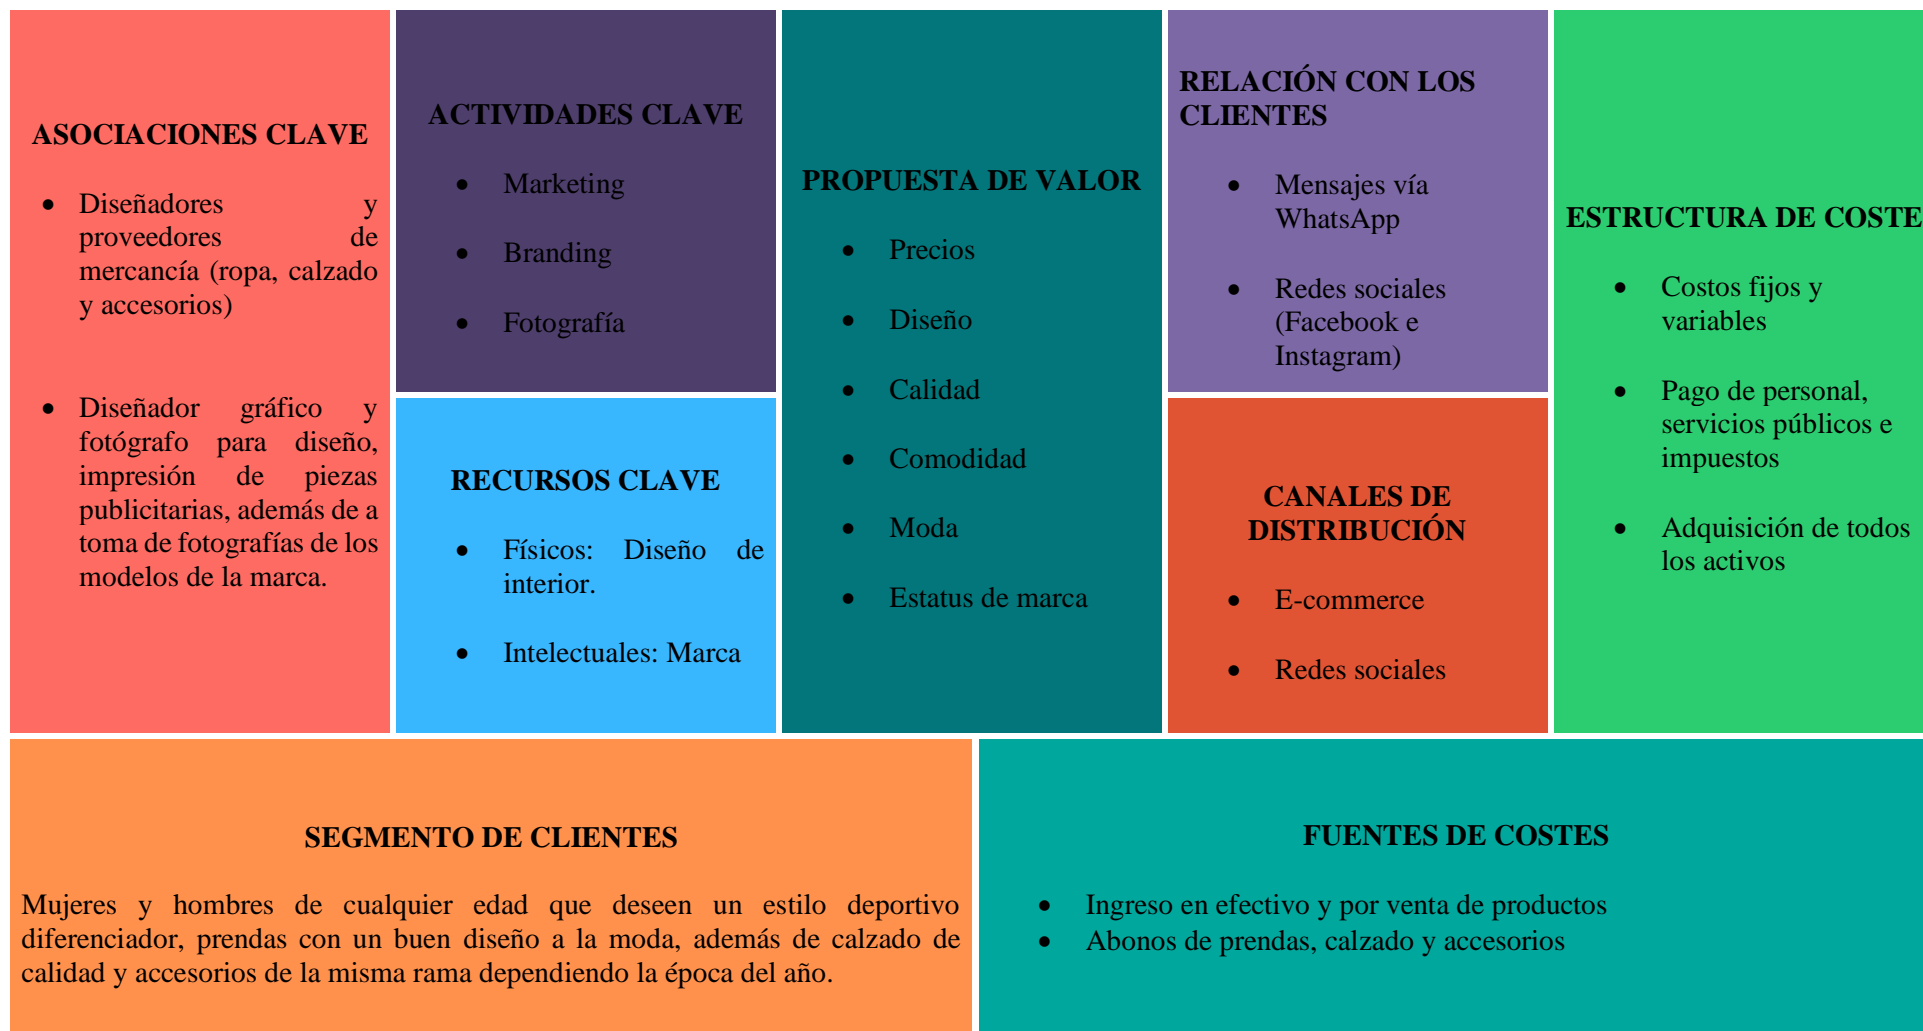 ASOCIACIONES CLAVE
• Diseñadores y
proveedores de
mercancía (ropa, calzado
y accesorios)
• Diseñador gráfico y
fotógrafo para diseño,
impresión de piezas
publicitarias, además de a
toma de fotografías de los
modelos de la marca.
ACTIVIDADES CLAVE
• Marketing
• Branding
• Fotografía
RECURSOS CLAVE
• Físicos: Diseño de
interior.
• Intelectuales: Marca
PROPUESTA DE VALOR
• Precios
• Diseño
• Calidad
• Comodidad
• Moda
• Estatus de marca
RELACIÓN CON LOS
CLIENTES
• Mensajes vía
WhatsApp
• Redes sociales
(Facebook e
Instagram)
CANALES DE
DISTRIBUCIÓN
• E-commerce
• Redes sociales
ESTRUCTURA DE COSTE
• Costos fijos y
variables
• Pago de personal,
servicios públicos e
impuestos
• Adquisición de todos
los activos
SEGMENTO DE CLIENTES
Mujeres y hombres de cualquier edad que deseen un estilo deportivo
diferenciador, prendas con un buen diseño a la moda, además de calzado de
calidad y accesorios de la misma rama dependiendo la época del año.
FUENTES DE COSTES
• Ingreso en efectivo y por venta de productos
• Abonos de prendas, calzado y accesorios